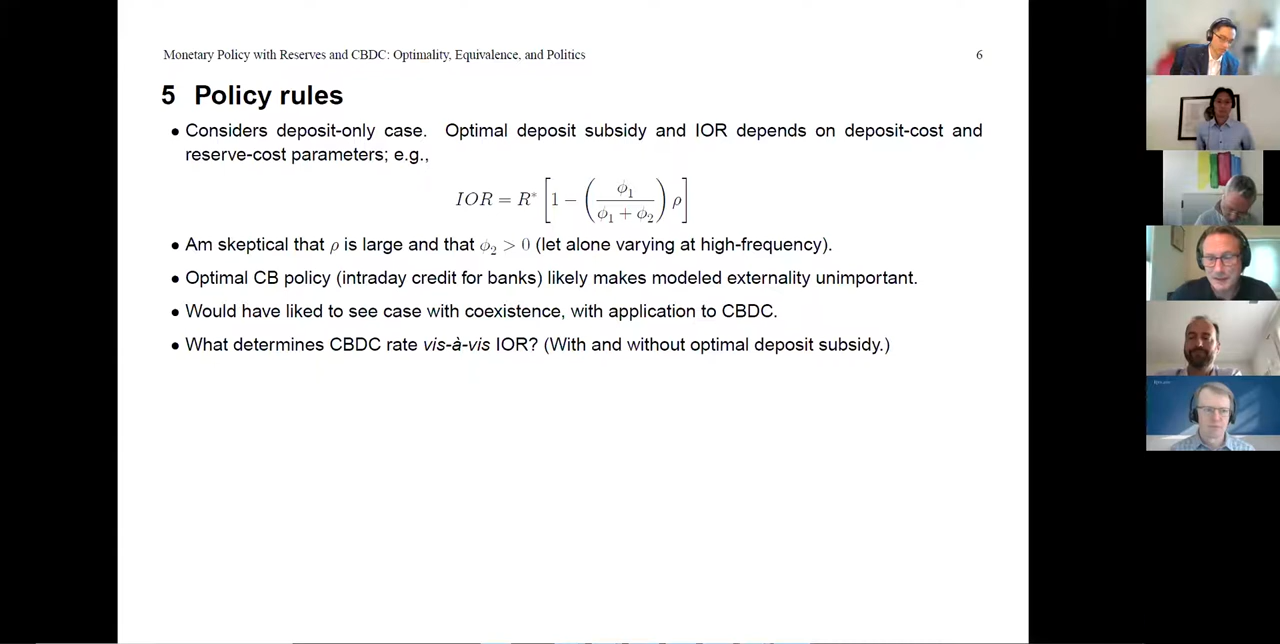 Monetary Policy with Reserves and CBDC: Optimality, Equivalence, and Politics 6
5 Policy rules
• Considers deposit-only case. Optimal deposit subsidy and IOR depends on deposit-cost and
reserve-cost parameters; e.g.,
IOR = R* [1 − (ϕ₁ / (ϕ₁ + ϕ₂)) ρ]
• Am skeptical that ρ is large and that ϕ₂ > 0 (let alone varying at high-frequency).
• Optimal CB policy (intraday credit for banks) likely makes modeled externality unimportant.
• Would have liked to see case with coexistence, with application to CBDC.
• What determines CBDC rate vis-à-vis IOR? (With and without optimal deposit subsidy.)